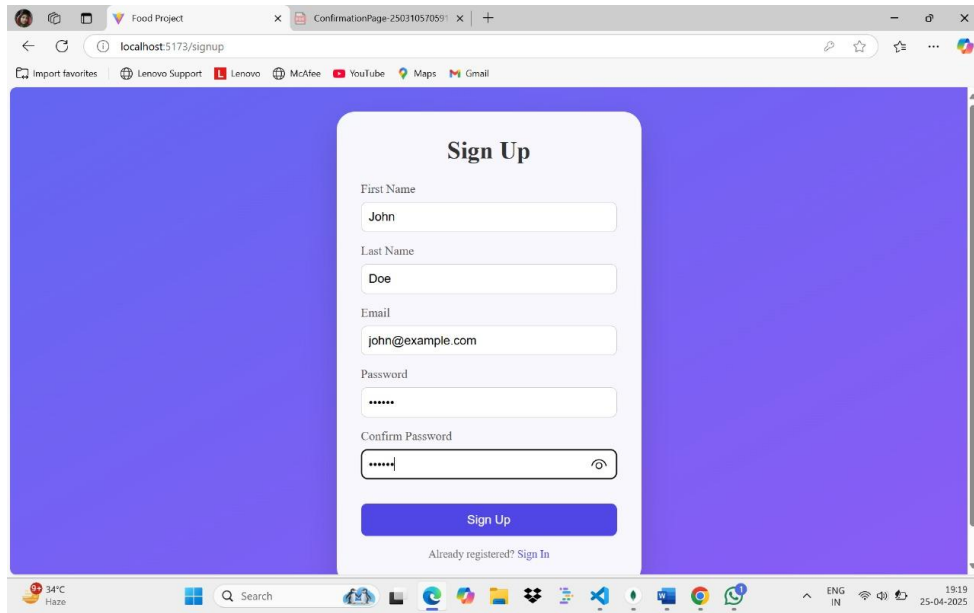 Food Project
ConfirmationPage-250310570591
localhost:5173/signup
Import favorites Lenovo Support L Lenovo McAfee YouTube Maps Gmail
Sign Up
First Name
John
Last Name
Doe
Email
john@example.com
Password
••••••
Confirm Password
••••••
Sign Up
Already registered? Sign In
9+ 34°C
Haze
Search
ENG
IN
19:19
25-04-2025